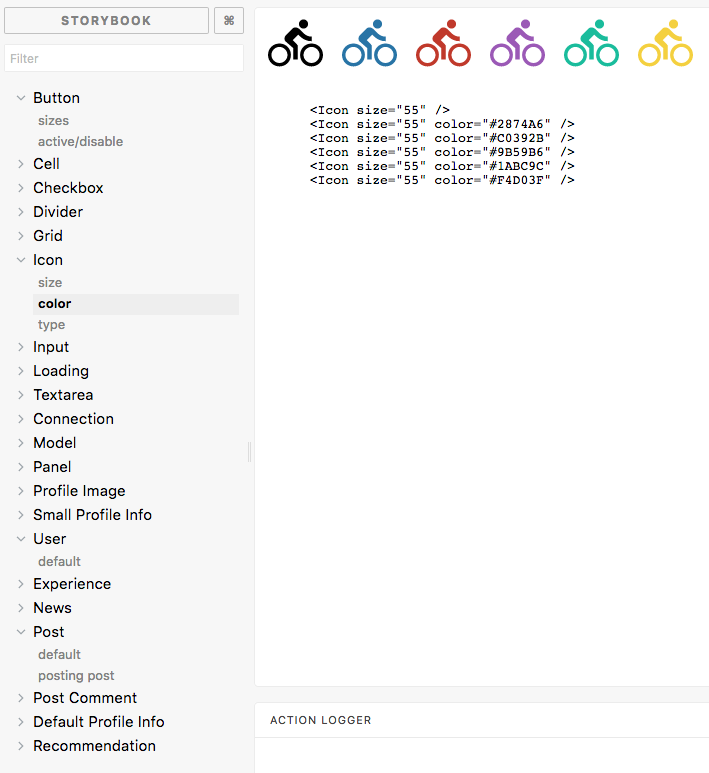 STORYBOOK ⌘
Filter
Button
sizes
active/disable
Cell
Checkbox
Divider
Grid
Icon
size
color
type
Input
Loading
Textarea
Connection
Model
Panel
Profile Image
Small Profile Info
User
default
Experience
News
Post
default
posting post
Post Comment
Default Profile Info
Recommendation
<Icon size="55" />
<Icon size="55" color="#2874A6" />
<Icon size="55" color="#C0392B" />
<Icon size="55" color="#9B59B6" />
<Icon size="55" color="#1ABC9C" />
<Icon size="55" color="#F4D03F" />
ACTION LOGGER